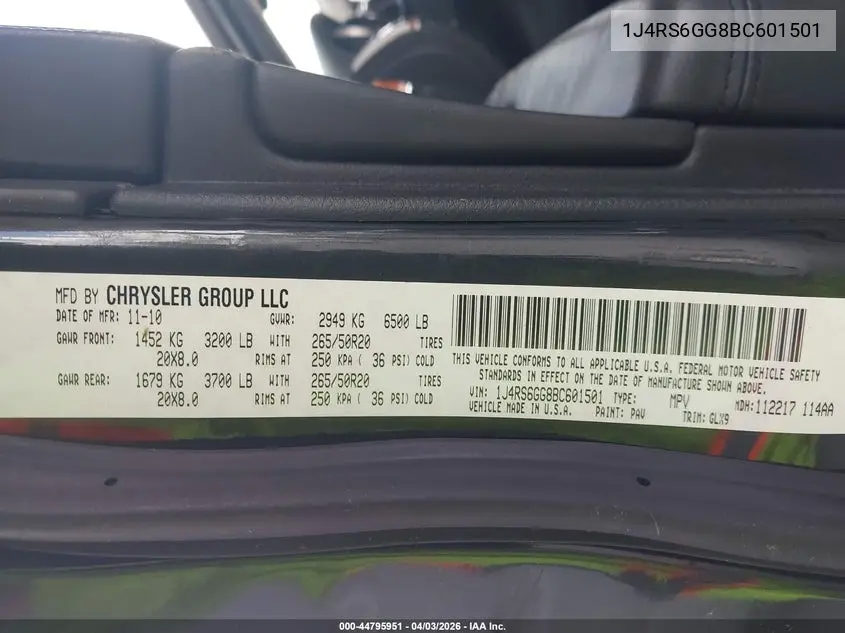 1J4RS6GG8BC601501
MFD BY CHRYSLER GROUP LLC
DATE OF MFR: 11-10 GVWR: 2949 KG 6500 LB
GAWR FRONT: 1452 KG 3200 LB WITH 265/50R20 TIRES
20X8.0 RIMS AT 250 KPA ( 36 PSI) COLD
GAWR REAR: 1679 KG 3700 LB WITH 265/50R20 TIRES
20X8.0 RIMS AT 250 KPA ( 36 PSI) COLD
THIS VEHICLE CONFORMS TO ALL APPLICABLE U.S.A. FEDERAL MOTOR VEHICLE SAFETY
STANDARDS IN EFFECT ON THE DATE OF MANUFACTURE SHOWN ABOVE.
VIN: 1J4RS6GG8BC601501 TYPE: MPV MDH: 112217 114AA
VEHICLE MADE IN U.S.A. PAINT: PAV TRIM: GLX9
000-44795951 - 04/03/2026 - IAA Inc.